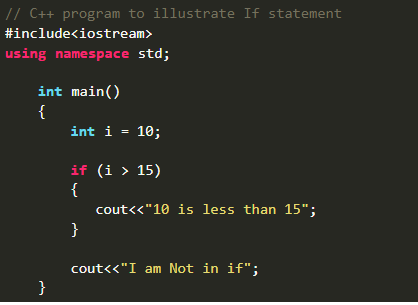 // C++ program to illustrate If statement
#include<iostream>
using namespace std;
int main()
{
int i = 10;
if (i > 15)
{
cout<<"10 is less than 15";
}
cout<<"I am Not in if";
}